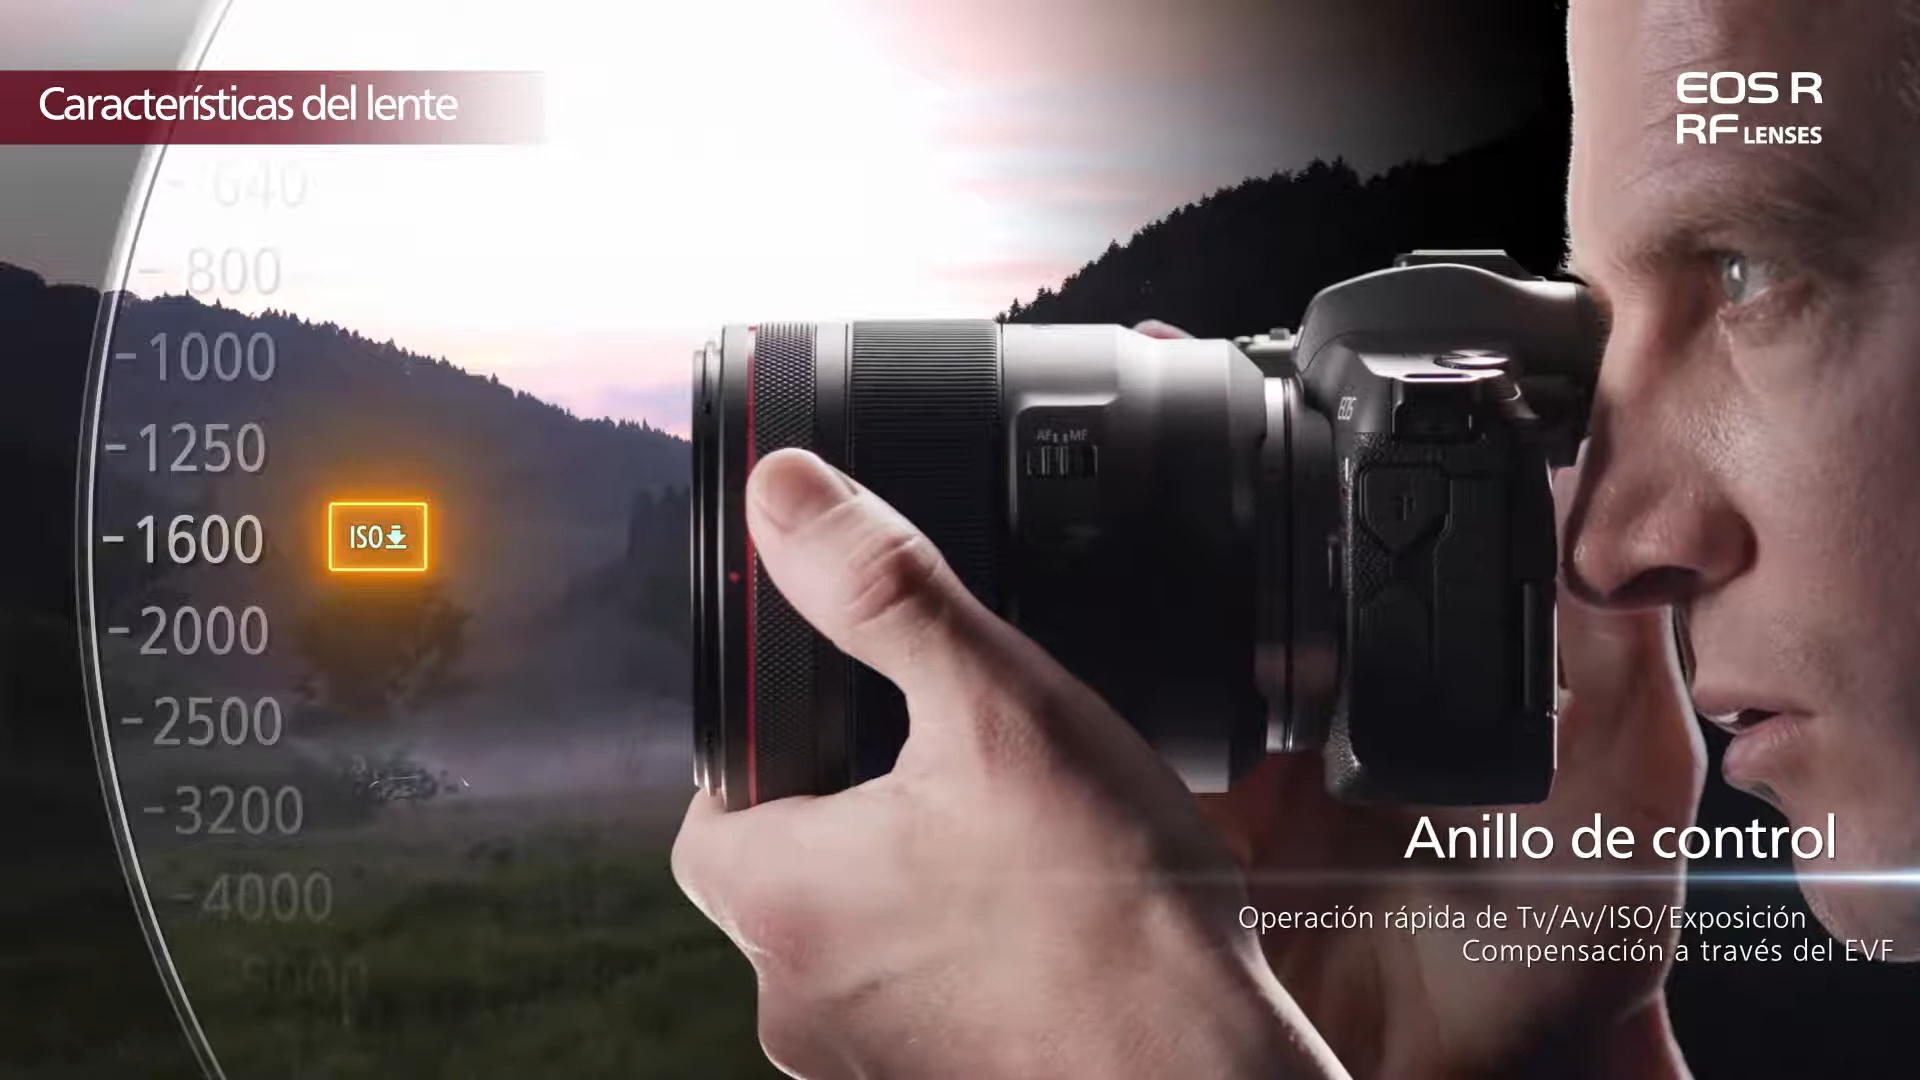 Características del lente
EOS R
RF LENSES
640
800
1000
1250
1600
ISO
2000
2500
3200
4000
5000
AF MF
EOS
Anillo de control
Operación rápida de Tv/Av/ISO/Exposición
Compensación a través del EVF